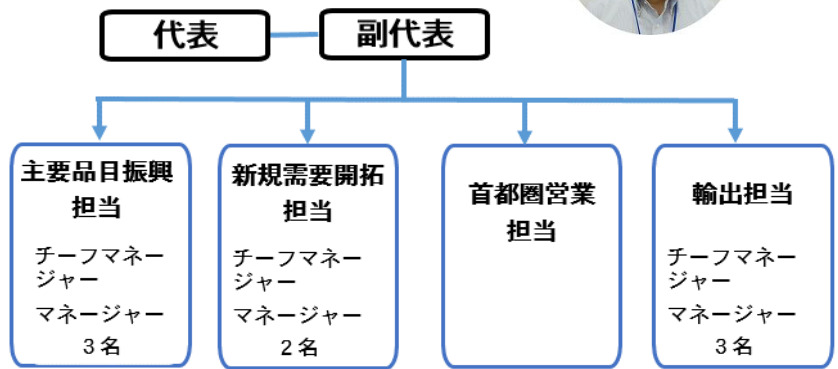 代表
副代表
主要品目振興
担当
チーフマネー
ジャー
マネージャー
3名
新規需要開拓
担当
チーフマネー
ジャー
マネージャー
2名
首都圏営業
担当
輸出担当
チーフマネー
ジャー
マネージャー
3名